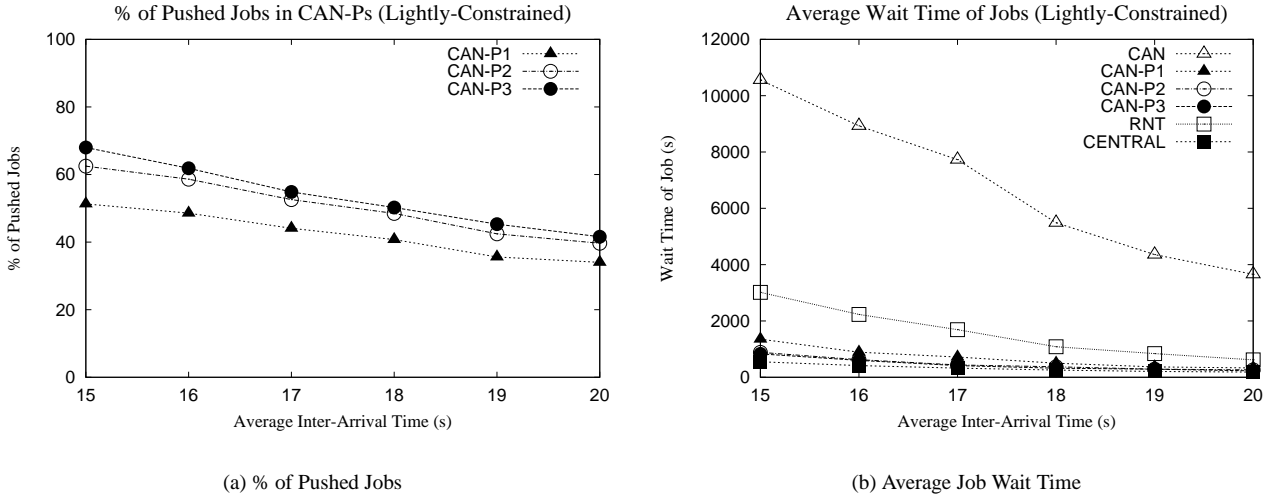 % of Pushed Jobs in CAN-Ps (Lightly-Constrained)
100
80
60
40
20
0
15 16 17 18 19 20
% of Pushed Jobs
Average Inter-Arrival Time (s)
CAN-P1
CAN-P2
CAN-P3
(a) % of Pushed Jobs
Average Wait Time of Jobs (Lightly-Constrained)
12000
10000
8000
6000
4000
2000
0
15 16 17 18 19 20
Wait Time of Job (s)
Average Inter-Arrival Time (s)
CAN
CAN-P1
CAN-P2
CAN-P3
RNT
CENTRAL
(b) Average Job Wait Time